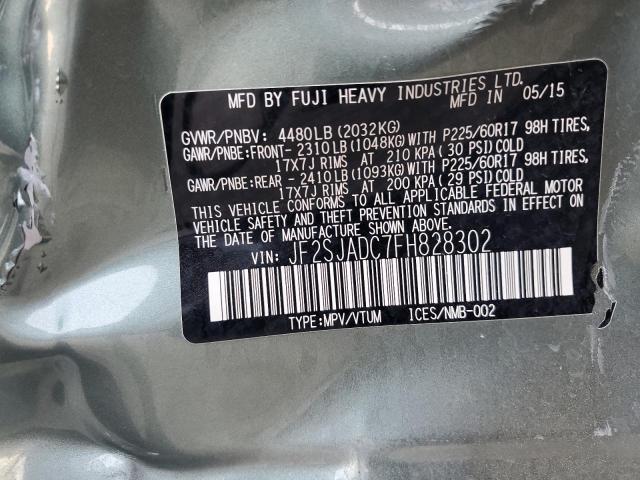 MFD BY FUJI HEAVY INDUSTRIES LTD.
MFD IN 05/15
GVWR/PNBV: 4480LB (2032KG)
GAWR/PNBE:FRONT- 2310LB(1048KG)WITH P225/60R17 98H TIRES,
17X7J RIMS AT 210 KPA( 30 PSI) COLD
GAWR/PNBE:REAR - 2410LB(1093KG)WITH P225/60R17 98H TIRES,
17X7J RIMS AT 200 KPA( 29 PSI) COLD
THIS VEHICLE CONFORMS TO ALL APPLICABLE FEDERAL MOTOR
VEHICLE SAFETY AND THEFT PREVENTION STANDARDS IN EFFECT ON
THE DATE OF MANUFACTURE SHOWN ABOVE.
VIN: JF2SJADC7FH828302
TYPE:MPV/VTUM ICES/NMB-002